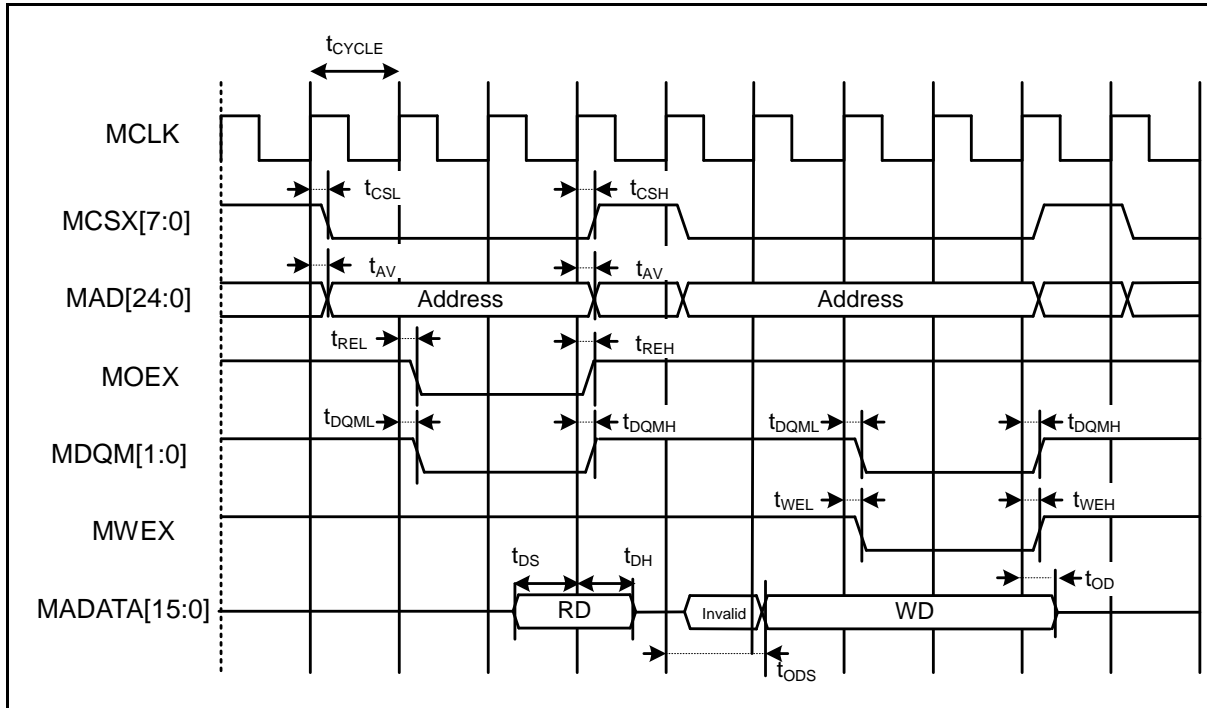 tCYCLE
MCLK
tCSL
tCSH
MCSX[7:0]
tAV
tAV
MAD[24:0]
Address
Address
tREL
tREH
MOEX
tDQML
tDQMH
tDQML
tDQMH
MDQM[1:0]
tWEL
tWEH
MWEX
tDS
tDH
tOD
MADATA[15:0]
RD
Invalid
WD
tODS